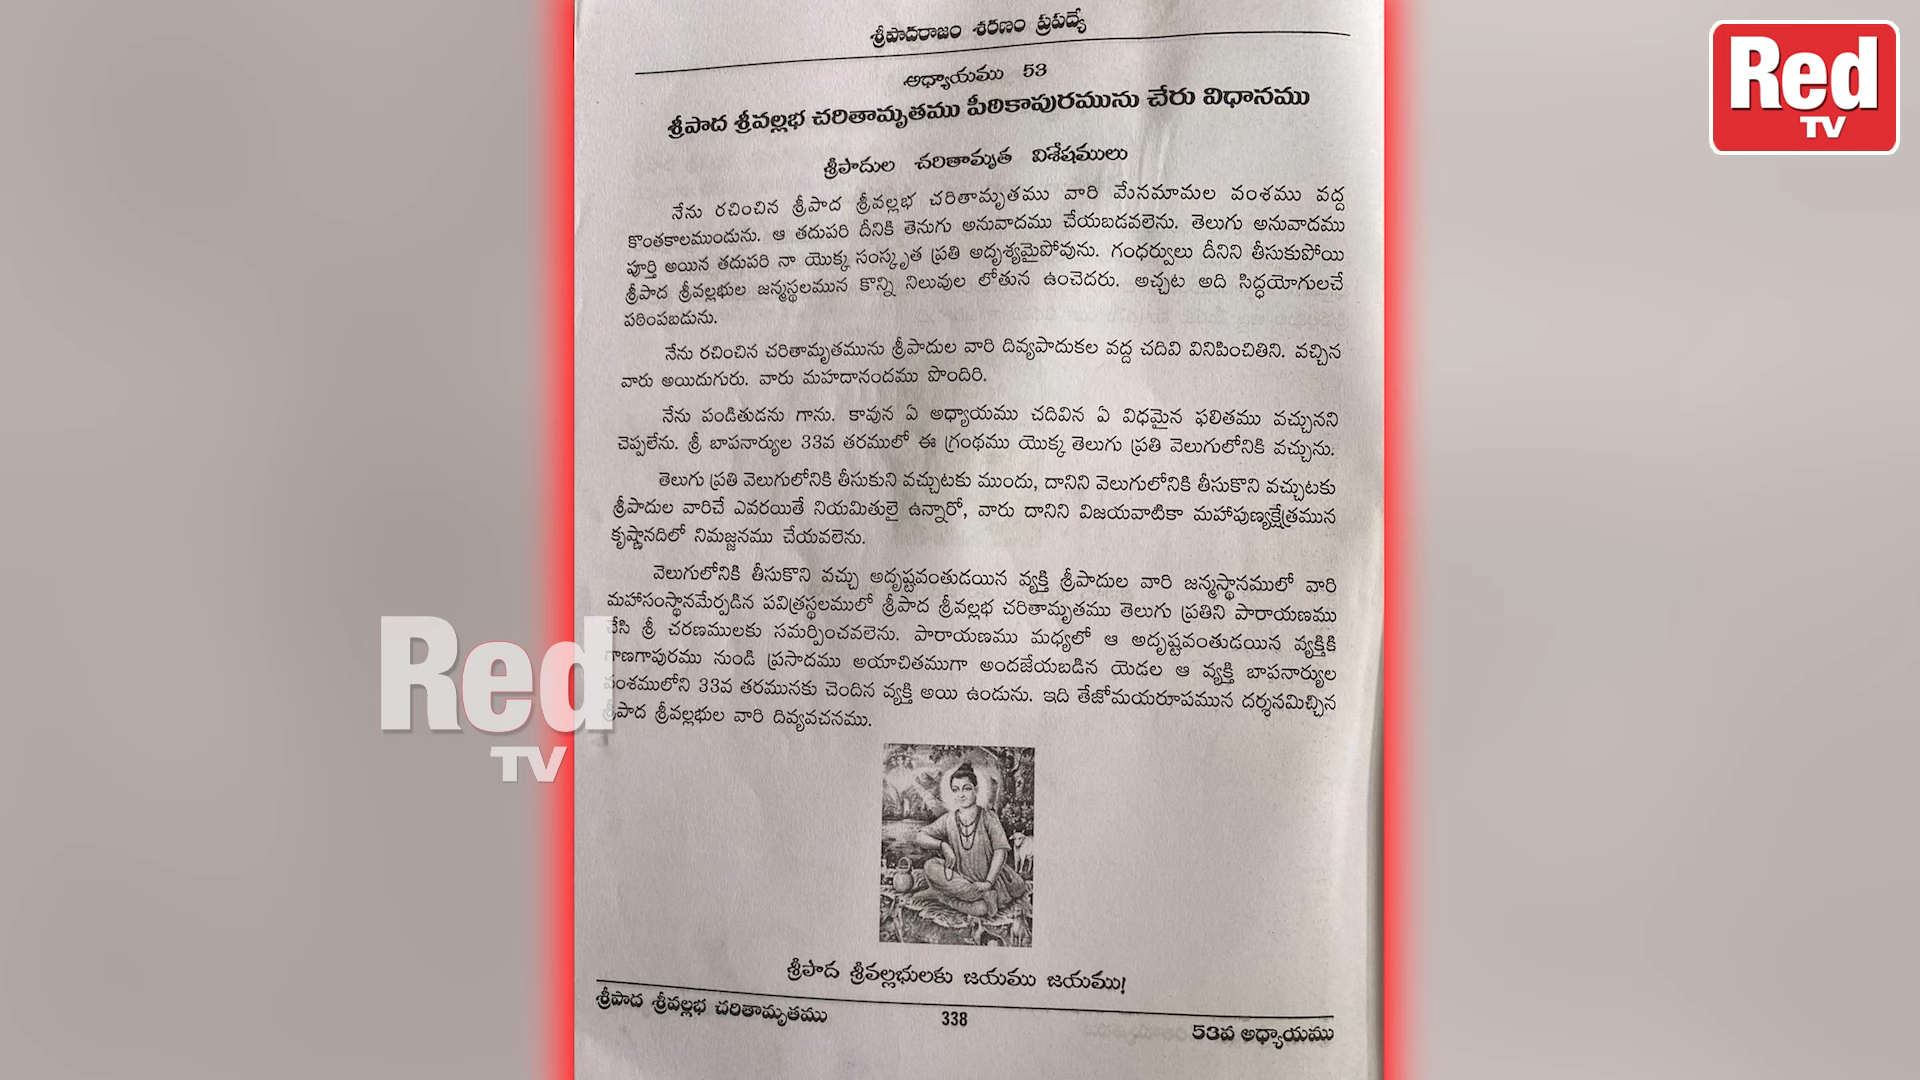 శ్రీపాదరాజం శరణం ప్రపద్యే
అధ్యాయము 53
శ్రీపాద శ్రీవల్లభ చరితామృతము పీఠికాపురమును చేరు విధానము
శ్రీపాదుల చరితామృత విశేషములు
నేను రచించిన శ్రీపాద శ్రీవల్లభ చరితామృతము వారి మేనమామల వంశము వద్ద
కొంతకాలముండును. ఆ తదుపరి దీనికి తెనుగు అనువాదము చేయబడవలెను. తెలుగు అనువాదము
పూర్తి అయిన తదుపరి నా యొక్క సంస్కృత ప్రతి అదృశ్యమైపోవును. గంధర్వులు దీనిని తీసుకుపోయి
శ్రీపాద శ్రీవల్లభుల జన్మస్థలమున కొన్ని నిలువుల లోతున ఉంచెదరు. అచ్చట అది సిద్ధయోగులచే
పఠింపబడును.
నేను రచించిన చరితామృతమును శ్రీపాదుల వారి దివ్యపాదుకల వద్ద చదివి వినిపించితిని. వచ్చిన
వారు అయిదుగురు. వారు మహదానందము పొందిరి.
నేను పండితుడను గాను. కావున ఏ అధ్యాయము చదివిన ఏ విధమైన ఫలితము వచ్చునని
చెప్పలేను. శ్రీ బాపనార్యుల 33వ తరములో ఈ గ్రంథము యొక్క తెలుగు ప్రతి వెలుగులోనికి వచ్చును.
తెలుగు ప్రతి వెలుగులోనికి తీసుకుని వచ్చుటకు ముందు, దానిని వెలుగులోనికి తీసుకొని వచ్చుటకు
శ్రీపాదుల వారిచే ఎవరయితే నియమితులై ఉన్నారో, వారు దానిని విజయవాటికా మహాపుణ్యక్షేత్రమున
కృష్ణానదిలో నిమజ్జనము చేయవలెను.
వెలుగులోనికి తీసుకొని వచ్చు అదృష్టవంతుడయిన వ్యక్తి శ్రీపాదుల వారి జన్మస్థానములో వారి
మహాసంస్థానమేర్పడిన పవిత్రస్థలములో శ్రీపాద శ్రీవల్లభ చరితామృతము తెలుగు ప్రతిని పారాయణము
చేసి శ్రీ చరణములకు సమర్పించవలెను. పారాయణము మధ్యలో ఆ అదృష్టవంతుడయిన వ్యక్తికి
గాణగాపురము నుండి ప్రసాదము అయాచితముగా అందజేయబడిన యెడల ఆ వ్యక్తి బాపనార్యుల
వంశములోని 33వ తరమునకు చెందిన వ్యక్తి అయి ఉండును. ఇది తేజోమయరూపమున దర్శనమిచ్చిన
శ్రీపాద శ్రీవల్లభుల వారి దివ్యవచనము.
శ్రీపాద శ్రీవల్లభులకు జయము జయము!
శ్రీపాద శ్రీవల్లభ చరితామృతము
338
53వ అధ్యాయము
Red
TV
Red
TV